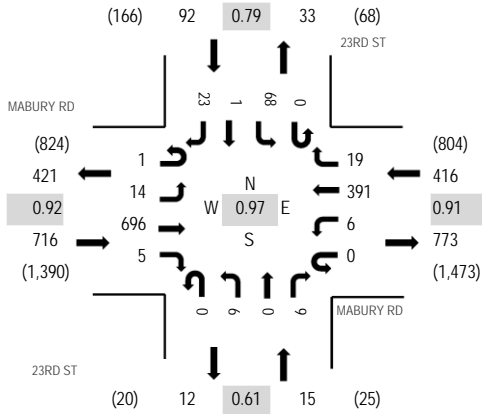 (166) 92 0.79 33 (68)
23RD ST
MABURY RD
23 1 68 0
(824) (804)
421 1 19 416
14 N 391
0.92 W 0.97 E 0.91
696 S 6
716 5 0 773
(1,390) (1,473)
0 6 0 9
MABURY RD
23RD ST
(20) 12 0.61 15 (25)